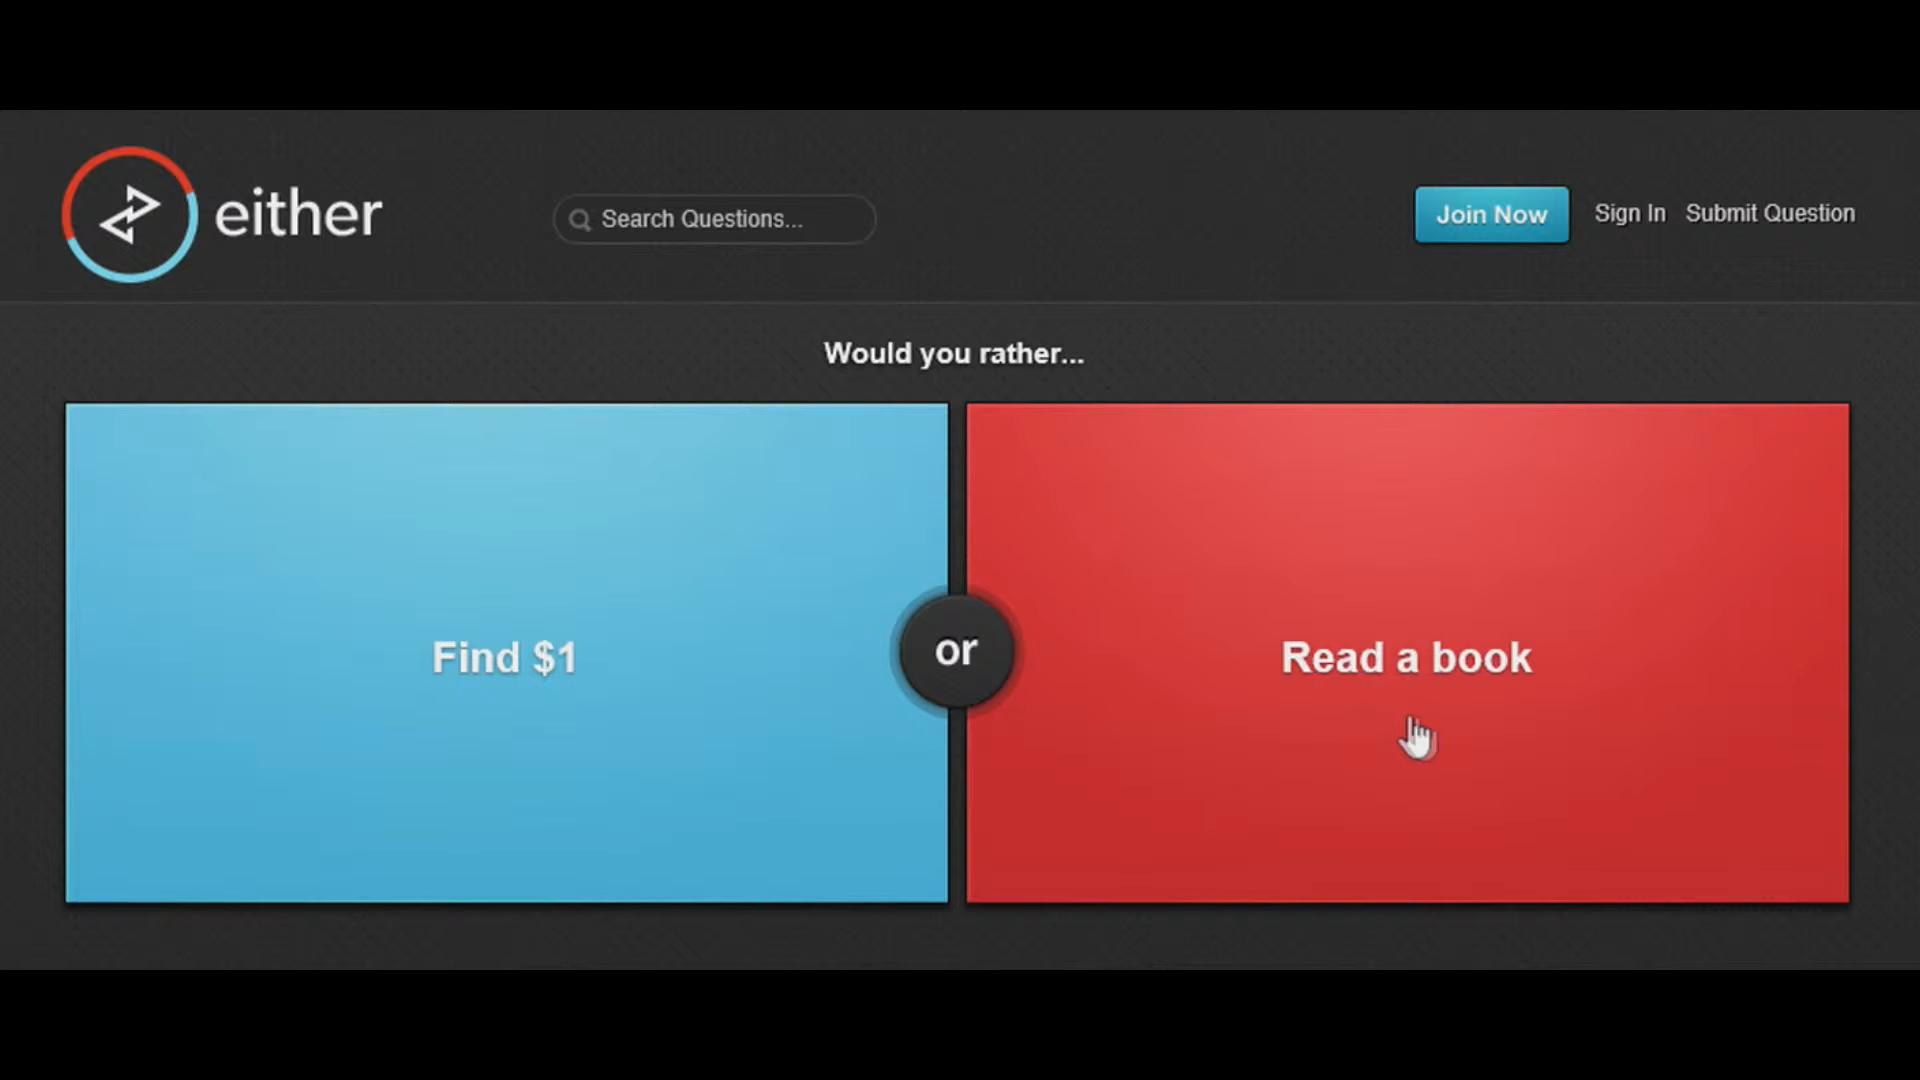 either
Search Questions...
Join Now
Sign In
Submit Question
Would you rather...
Find $1
or
Read a book